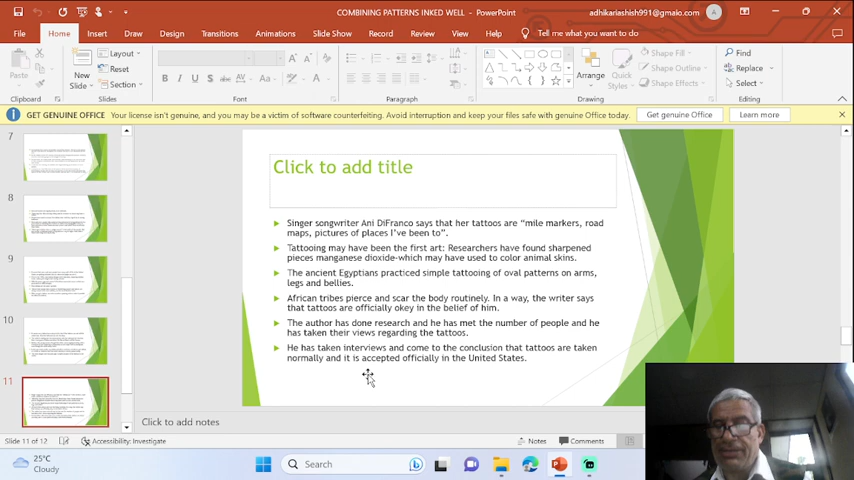 COMBINING PATTERNS INKED WELL - PowerPoint
adhikariashish991@gmalo.com
A
File Home Insert Draw Design Transitions Animations Slide Show Record Review View Help Tell me what you want to do
Paste
Clipboard
New
Slide
Layout
Reset
Section
Slides
B I U S
Aa
A
Font
Paragraph
Arrange
Quick
Styles
Shape Fill
Shape Outline
Shape Effects
Drawing
Find
Replace
Select
Editing
GET GENUINE OFFICE Your license isn't genuine, and you may be a victim of software counterfeiting. Avoid interruption and keep your files safe with genuine Office today. Get genuine Office Learn more
7
8
9
10
11
Click to add title
Singer songwriter Ani DiFranco says that her tattoos are “mile markers, road
maps, pictures of places I’ve been to”.
Tattooing may have been the first art: Researchers have found sharpened
pieces manganese dioxide-which may have used to color animal skins.
The ancient Egyptians practiced simple tattooing of oval patterns on arms,
legs and bellies.
African tribes pierce and scar the body routinely. In a way, the writer says
that tattoos are officially okey in the belief of him.
The author has done research and he has met the number of people and he
has taken their views regarding the tattoos.
He has taken interviews and come to the conclusion that tattoos are taken
normally and it is accepted officially in the United States.
Click to add notes
Slide 11 of 12 Accessibility: Investigate Notes Comments
25°C
Cloudy
Search